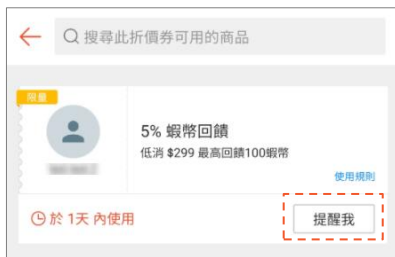 搜尋此折價券可用的商品
限量
5% 蝦幣回饋
低消 $299 最高回饋100蝦幣
使用規則
於 1天 內使用
提醒我